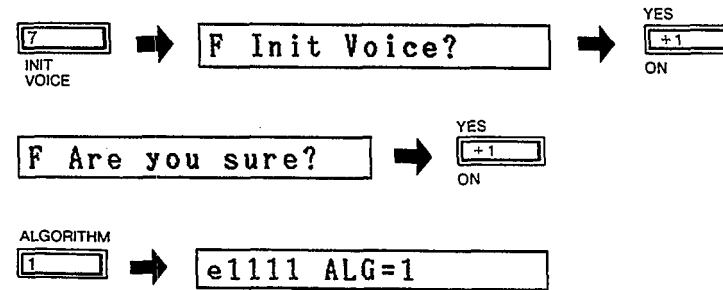 YES
7
F Init Voice?
+1
INIT
VOICE
ON
YES
F Are you sure?
+1
ON
ALGORITHM
1
e1111 ALG=1